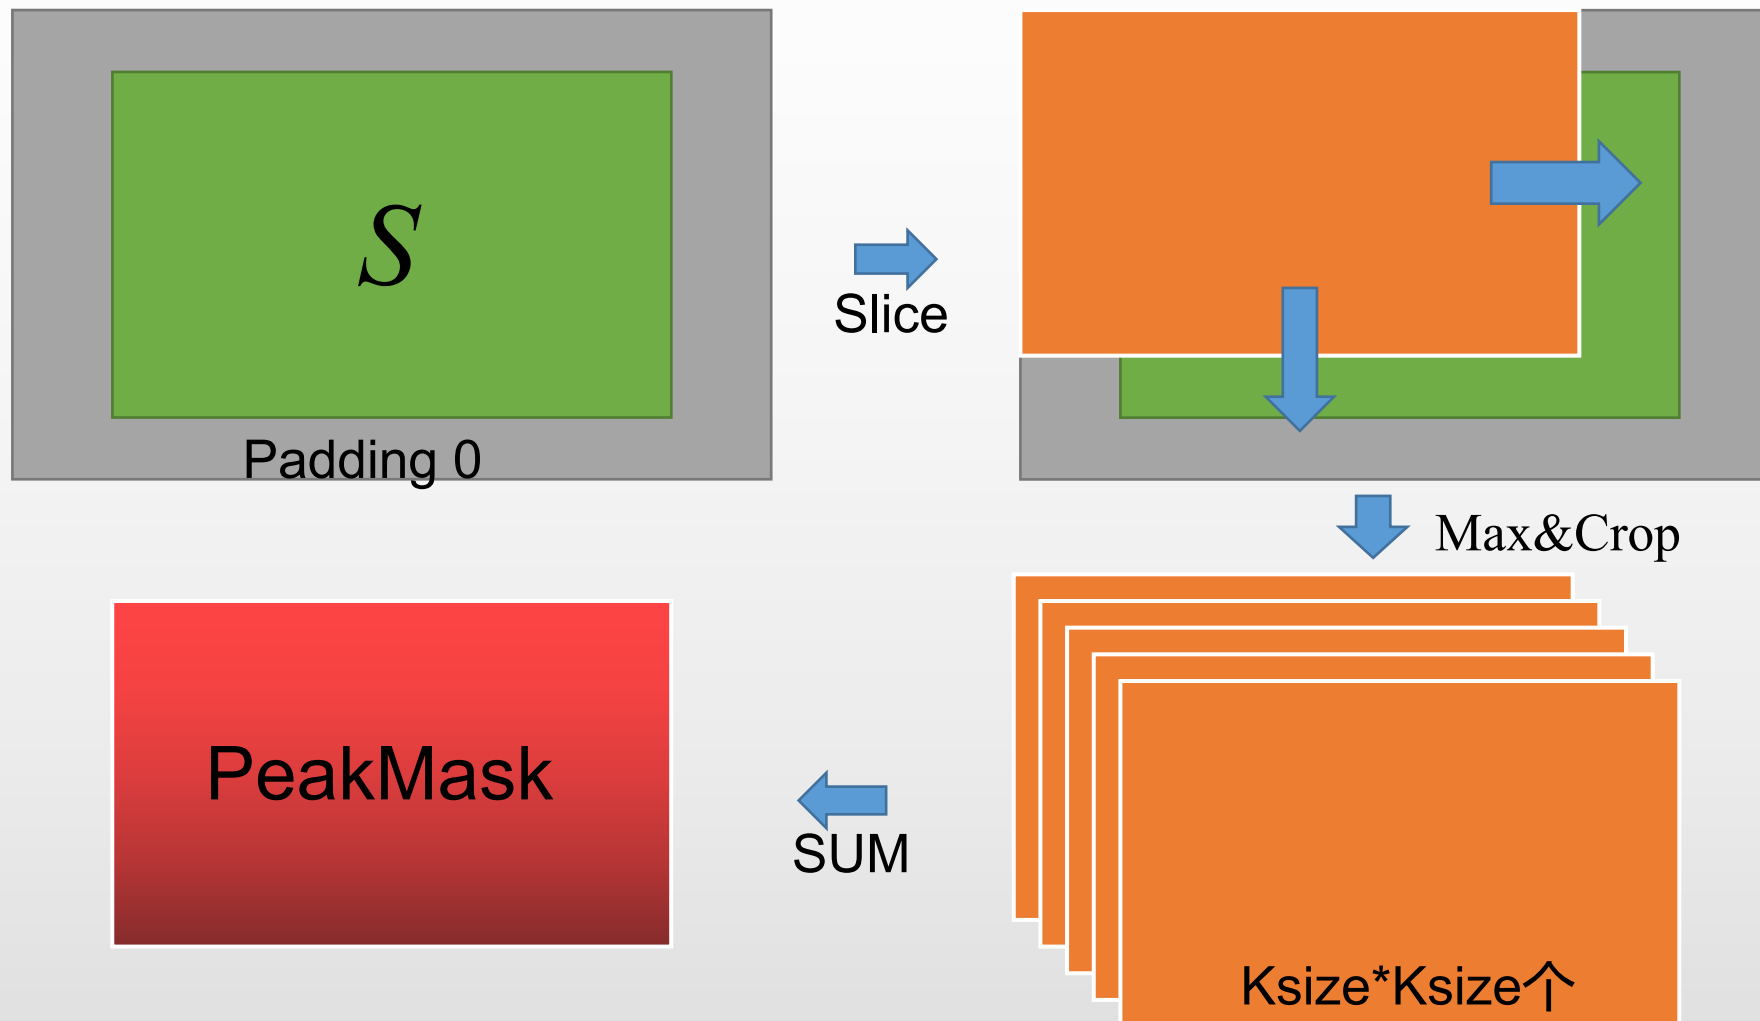 S
Padding 0
Slice
Max&Crop
Ksize*Ksize个
SUM
PeakMask